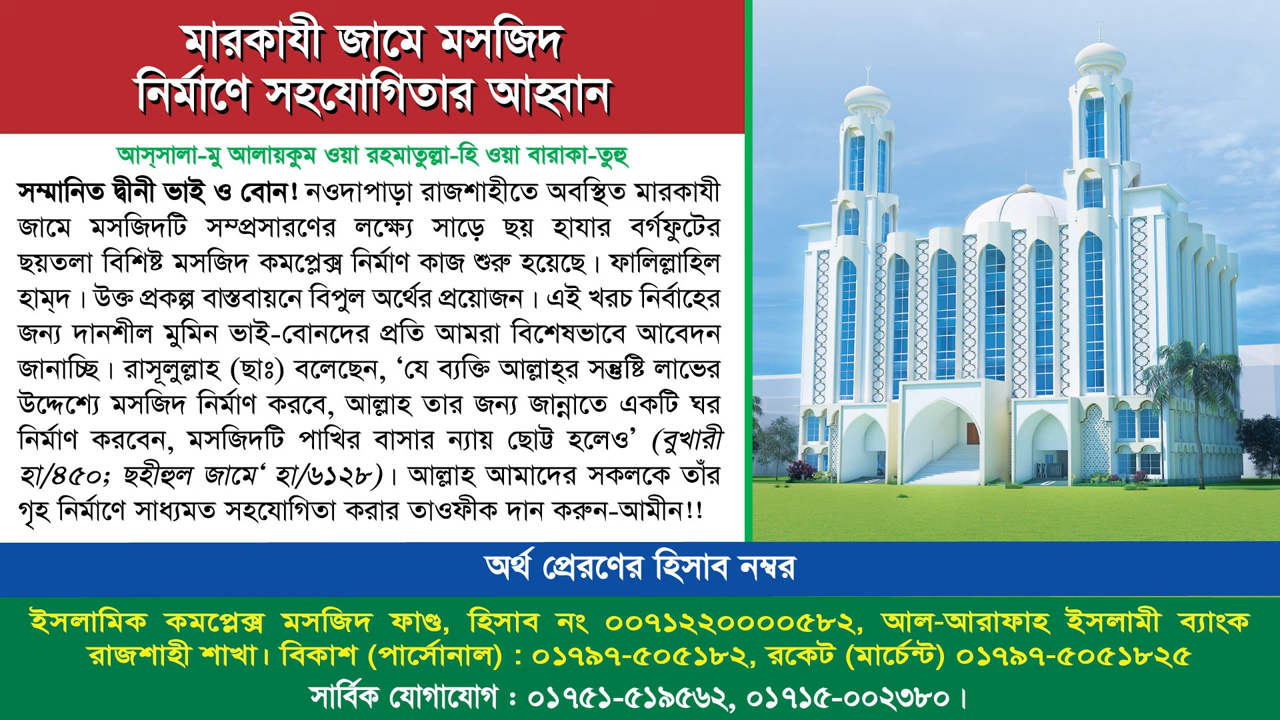 মারকাযী জামে মসজিদ
নির্মাণে সহযোগিতার আহ্বান
আস্সালা-মু আলায়কুম ওয়া রহমাতুল্লা-হি ওয়া বারাকা-তুহু
সম্মানিত দ্বীনী ভাই ও বোন! নওদাপাড়া রাজশাহীতে অবস্থিত মারকাযী
জামে মসজিদটি সম্প্রসারণের লক্ষ্যে সাড়ে ছয় হাযার বর্গফুটের
ছয়তলা বিশিষ্ট মসজিদ কমপ্লেক্স নির্মাণ কাজ শুরু হয়েছে। ফালিল্লাহিল
হাম্দ। উক্ত প্রকল্প বাস্তবায়নে বিপুল অর্থের প্রয়োজন। এই খরচ নির্বাহের
জন্য দানশীল মুমিন ভাই-বোনদের প্রতি আমরা বিশেষভাবে আবেদন
জানাচ্ছি। রাসূলুল্লাহ (ছাঃ) বলেছেন, ‘যে ব্যক্তি আল্লাহ্‌র সন্তুষ্টি লাভের
উদ্দেশ্যে মসজিদ নির্মাণ করবে, আল্লাহ তার জন্য জান্নাতে একটি ঘর
নির্মাণ করবেন, মসজিদটি পাখির বাসার ন্যায় ছোট্ট হলেও’ (বুখারী
হা/৪৫০; ছহীহুল জামে‘ হা/৬১২৮)। আল্লাহ আমাদের সকলকে তাঁর
গৃহ নির্মাণে সাধ্যমত সহযোগিতা করার তাওফীক দান করুন-আমীন!!
অর্থ প্রেরণের হিসাব নম্বর
ইসলামিক কমপ্লেক্স মসজিদ ফাণ্ড, হিসাব নং ০০৭১২২০০০০৫৮২, আল-আরাফাহ ইসলামী ব্যাংক
রাজশাহী শাখা। বিকাশ (পার্সোনাল) : ০১৭৯৭-৫০৫১৮২, রকেট (মার্চেন্ট) ০১৭৯৭-৫০৫১৮২৫
সার্বিক যোগাযোগ : ০১৭৫১-৫১৯৫৬২, ০১৭১৫-০০২৩৮০।